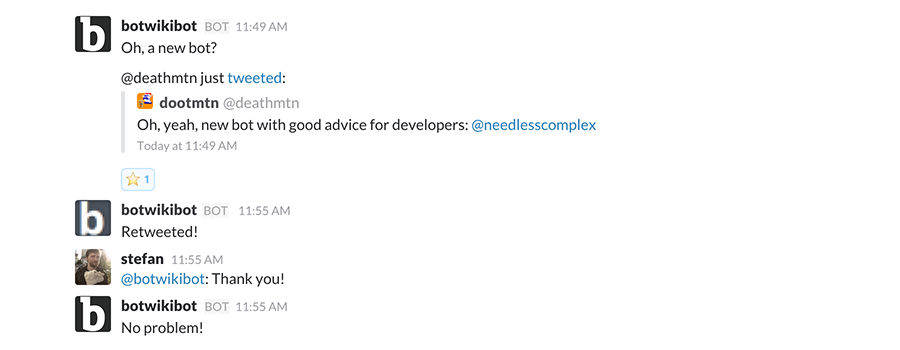 b botwikibot BOT 11:49 AM
Oh, a new bot?
@deathmtn just tweeted:
dootmtn @deathmtn
Oh, yeah, new bot with good advice for developers: @needlesscomplex
Today at 11:49 AM
1
b botwikibot BOT 11:55 AM
Retweeted!
stefan 11:55 AM
@botwikibot: Thank you!
b botwikibot BOT 11:55 AM
No problem!